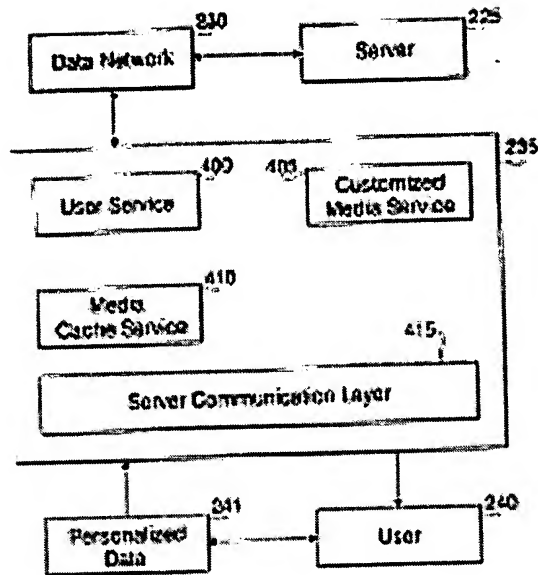 230
225
Data Network
Server
235
400
405
User Service
Customized
Media Service
410
Media
Cache Service
415
Server Communication Layer
241
240
Personalized
Data
User